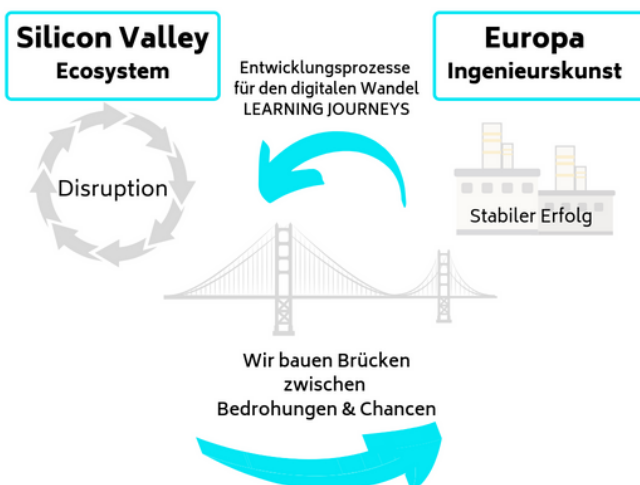 Silicon Valley
Ecosystem
Entwicklungsprozesse
für den digitalen Wandel
LEARNING JOURNEYS
Europa
Ingenieurskunst
Disruption
Stabiler Erfolg
Wir bauen Brücken
zwischen
Bedrohungen & Chancen